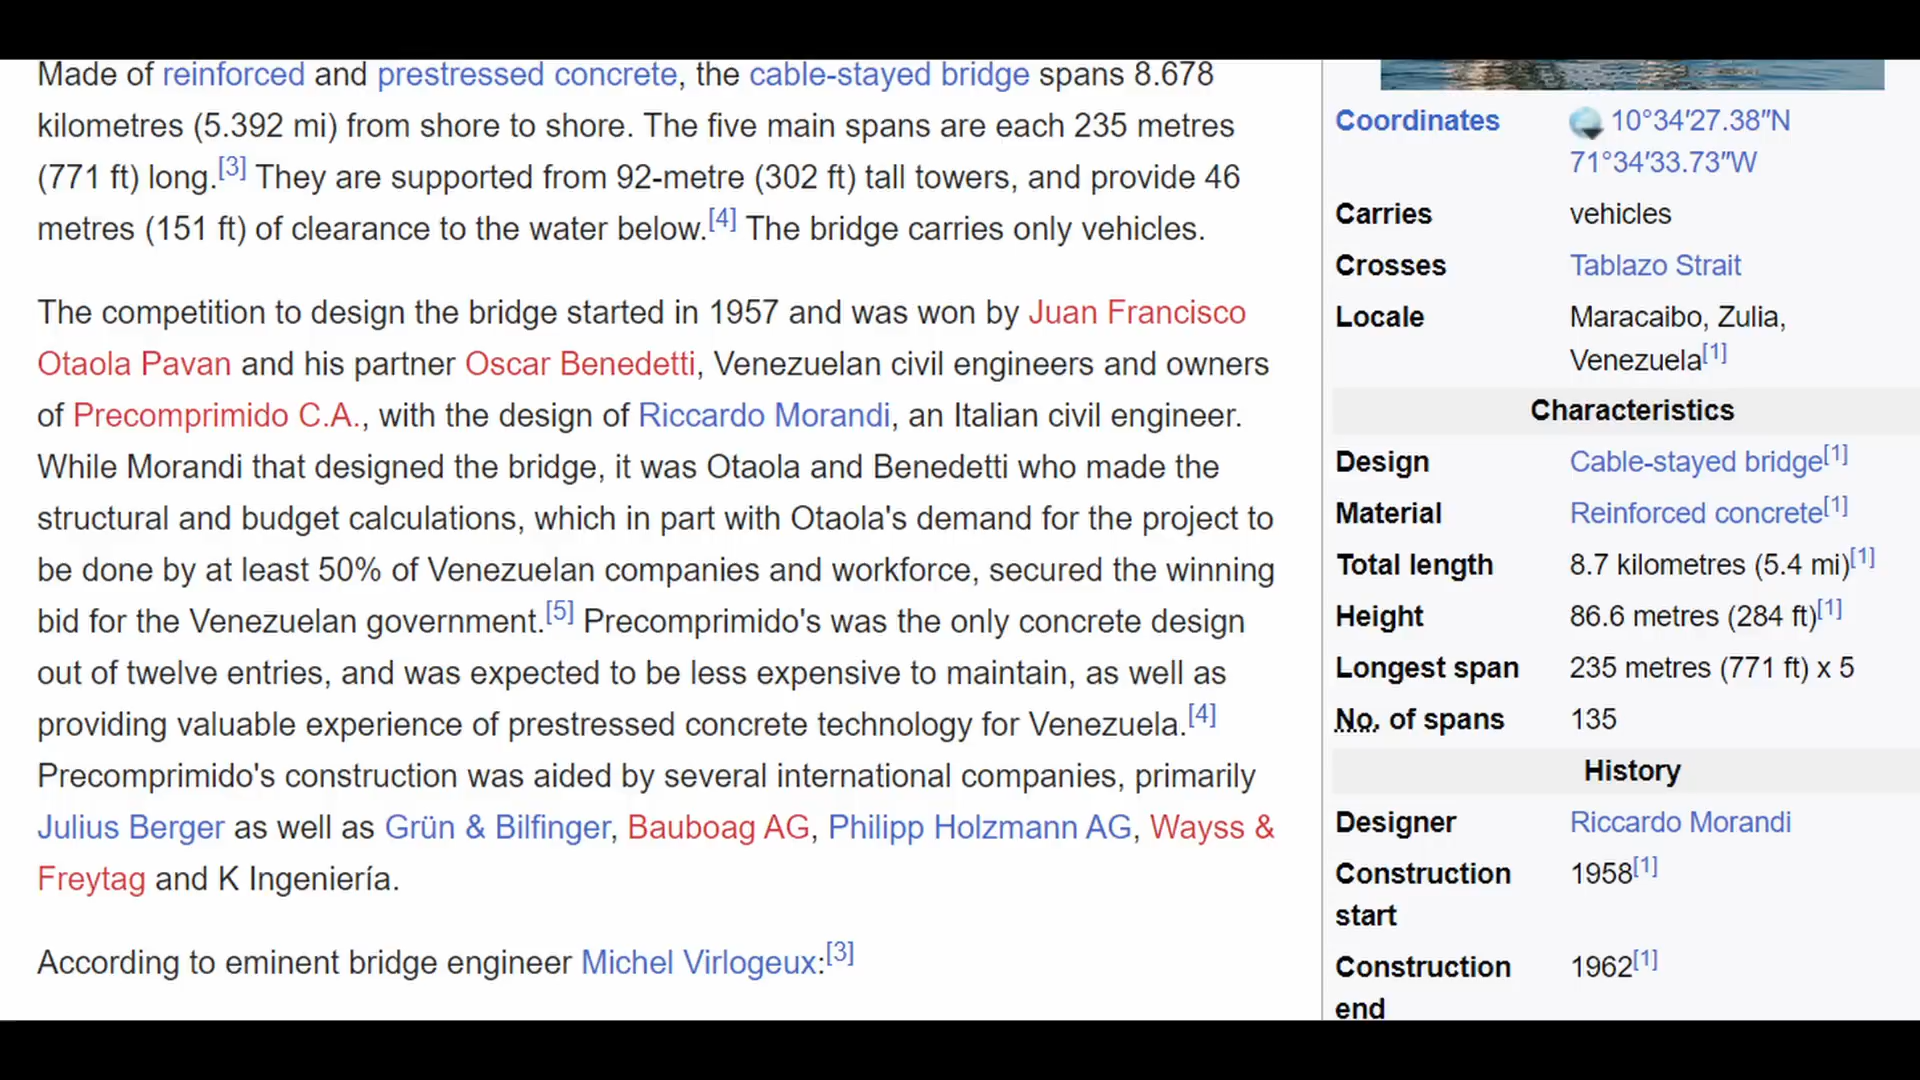 Made of reinforced and prestressed concrete, the cable-stayed bridge spans 8.678
kilometres (5.392 mi) from shore to shore. The five main spans are each 235 metres
(771 ft) long.[3] They are supported from 92-metre (302 ft) tall towers, and provide 46
metres (151 ft) of clearance to the water below.[4] The bridge carries only vehicles.
The competition to design the bridge started in 1957 and was won by Juan Francisco
Otaola Pavan and his partner Oscar Benedetti, Venezuelan civil engineers and owners
of Precomprimido C.A., with the design of Riccardo Morandi, an Italian civil engineer.
While Morandi that designed the bridge, it was Otaola and Benedetti who made the
structural and budget calculations, which in part with Otaola's demand for the project to
be done by at least 50% of Venezuelan companies and workforce, secured the winning
bid for the Venezuelan government.[5] Precomprimido's was the only concrete design
out of twelve entries, and was expected to be less expensive to maintain, as well as
providing valuable experience of prestressed concrete technology for Venezuela.[4]
Precomprimido's construction was aided by several international companies, primarily
Julius Berger as well as Grün & Bilfinger, Bauboag AG, Philipp Holzmann AG, Wayss &
Freytag and K Ingeniería.
According to eminent bridge engineer Michel Virlogeux:[3]
Coordinates 10°34′27.38″N
71°34′33.73″W
Carries vehicles
Crosses Tablazo Strait
Locale Maracaibo, Zulia,
Venezuela[1]
Characteristics
Design Cable-stayed bridge[1]
Material Reinforced concrete[1]
Total length 8.7 kilometres (5.4 mi)[1]
Height 86.6 metres (284 ft)[1]
Longest span 235 metres (771 ft) x 5
No. of spans 135
History
Designer Riccardo Morandi
Construction 1958[1]
start
Construction 1962[1]
end